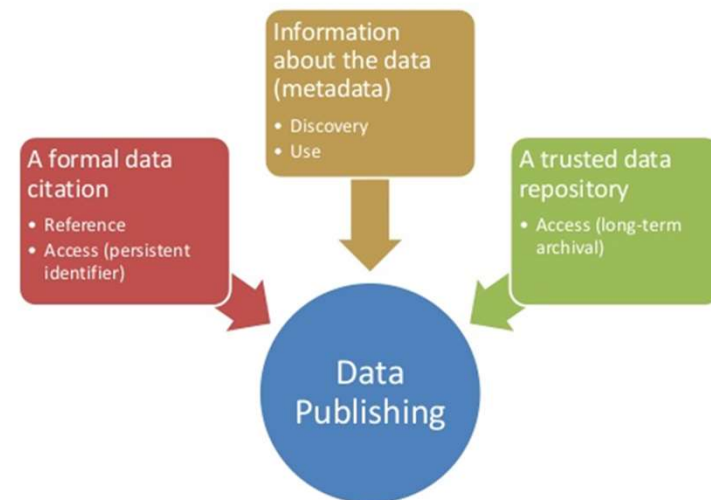 Information
about the data
(metadata)
• Discovery
• Use
A formal data
citation
• Reference
• Access (persistent
identifier)
A trusted data
repository
• Access (long-term
archival)
Data
Publishing